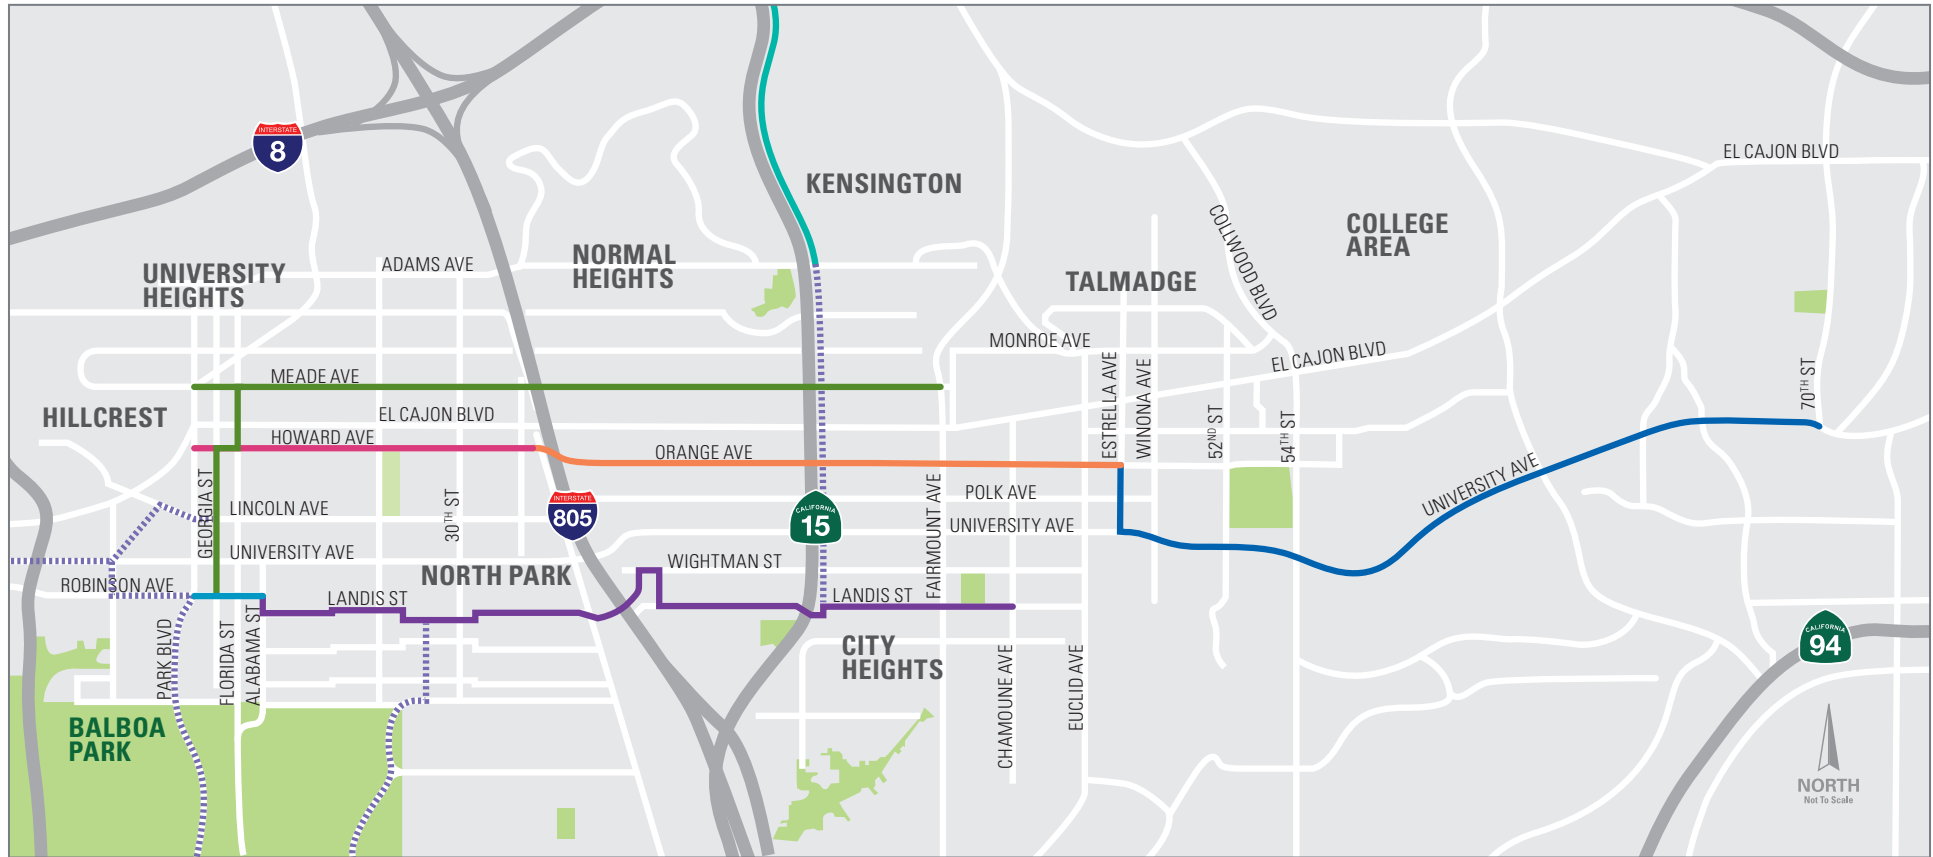 INTERSTATE
8
EL CAJON BLVD
KENSINGTON
COLLWOOD BLVD
COLLEGE
AREA
NORMAL
HEIGHTS
ADAMS AVE
UNIVERSITY
HEIGHTS
TALMADGE
MONROE AVE
EL CAJON BLVD
ESTRELLA AVE
WINONA AVE
MEADE AVE
70TH ST
HILLCREST
EL CAJON BLVD
HOWARD AVE
52ND ST
54TH ST
ORANGE AVE
GEORGIA ST
UNIVERSITY AVE
FAIRMOUNT AVE
POLK AVE
LINCOLN AVE
30TH ST
INTERSTATE
805
CALIFORNIA
15
UNIVERSITY AVE
UNIVERSITY AVE
WIGHTMAN ST
NORTH PARK
ROBINSON AVE
LANDIS ST
LANDIS ST
PARK BLVD
FLORIDA ST
ALABAMA ST
CITY
HEIGHTS
CHAMOUNE AVE
EUCLID AVE
CALIFORNIA
94
BALBOA
PARK
NORTH
Not To Scale